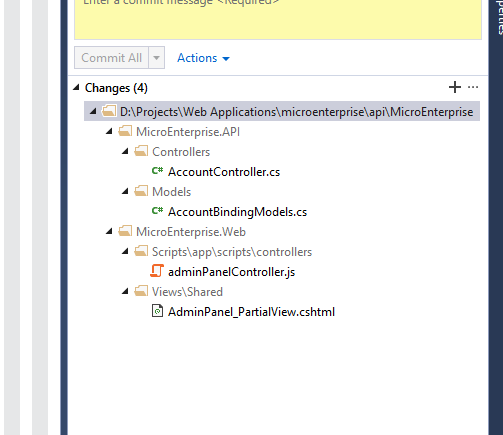 Enter a commit message <Required>
Commit All
Actions
Changes (4)
D:\Projects\Web Applications\microenterprise\api\MicroEnterprise
MicroEnterprise.API
Controllers
C# AccountController.cs
Models
C# AccountBindingModels.cs
MicroEnterprise.Web
Scripts\app\scripts\controllers
adminPanelController.js
Views\Shared
AdminPanel_PartialView.cshtml